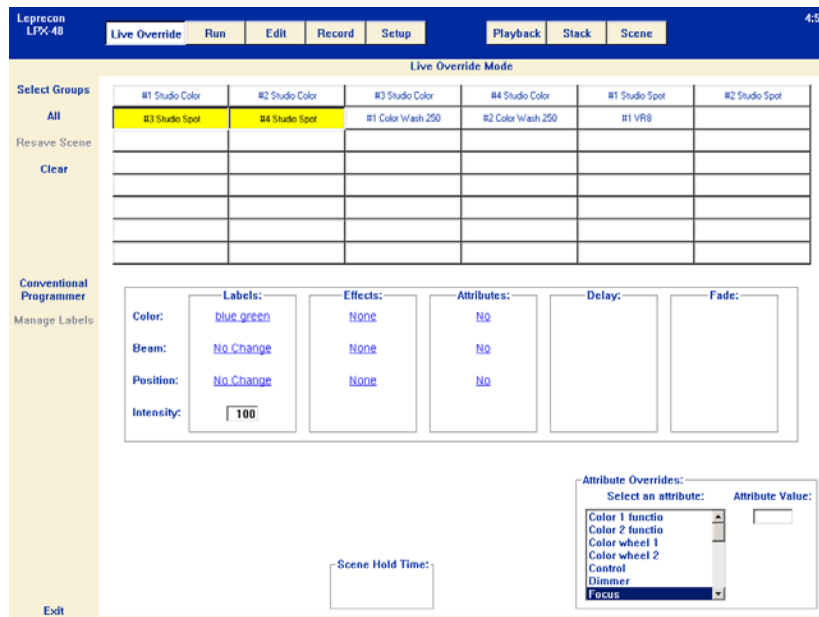 Leprecon
LPX-48
Live Override Run Edit Record Setup Playback Stack Scene
Live Override Mode
Select Groups
All
Resave Scene
Clear
Conventional
Programmer
Manage Labels
Exit
#1 Studio Color #2 Studio Color #3 Studio Color #4 Studio Color #1 Studio Spot #2 Studio Spot
#3 Studio Spot #4 Studio Spot #1 Color Wash 250 #2 Color Wash 250 #1 VR8
Labels: Effects: Attributes: Delay: Fade:
Color: blue green None No
Beam: No Change None No
Position: No Change None No
Intensity: 100
Attribute Overrides:
Select an attribute: Attribute Value:
Color 1 functio
Color 2 functio
Color wheel 1
Color wheel 2
Control
Dimmer
Focus
Scene Hold Time: